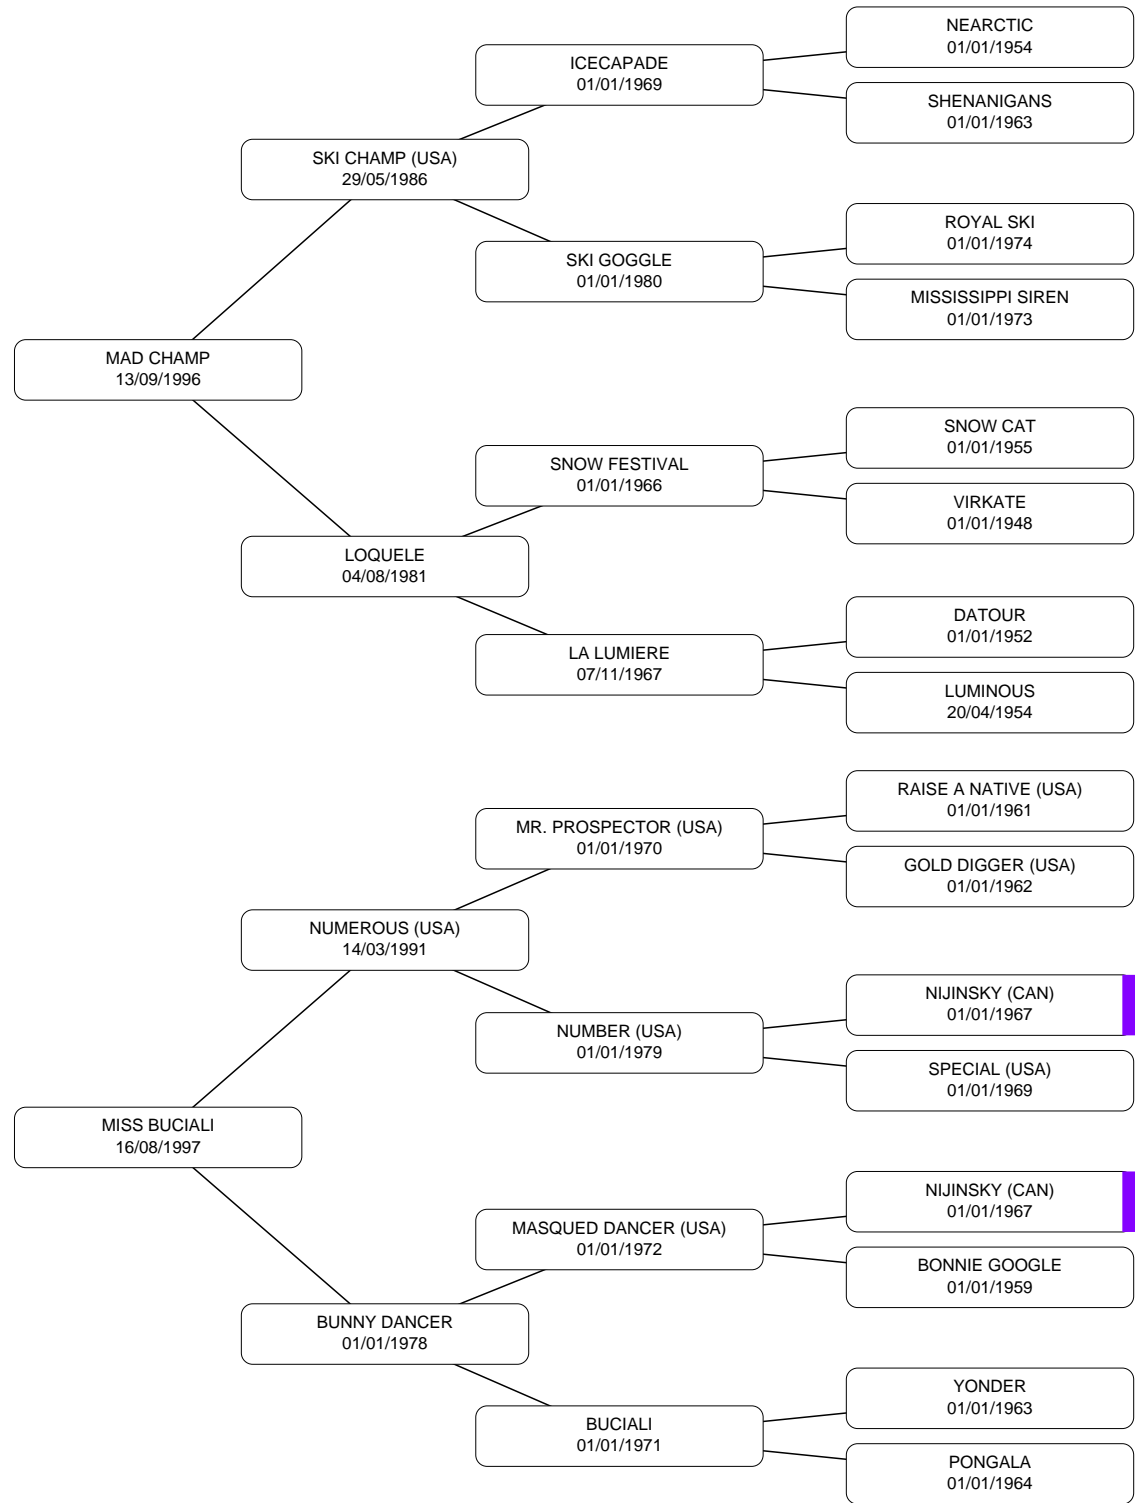 NEARCTIC
01/01/1954
ICECAPADE
01/01/1969
SHENANIGANS
01/01/1963
SKI CHAMP (USA)
29/05/1986
ROYAL SKI
01/01/1974
SKI GOGGLE
01/01/1980
MISSISSIPPI SIREN
01/01/1973
MAD CHAMP
13/09/1996
SNOW CAT
01/01/1955
SNOW FESTIVAL
01/01/1966
VIRKATE
01/01/1948
LOQUELE
04/08/1981
DATOUR
01/01/1952
LA LUMIERE
07/11/1967
LUMINOUS
20/04/1954
RAISE A NATIVE (USA)
01/01/1961
MR. PROSPECTOR (USA)
01/01/1970
GOLD DIGGER (USA)
01/01/1962
NUMEROUS (USA)
14/03/1991
NIJINSKY (CAN)
01/01/1967
NUMBER (USA)
01/01/1979
SPECIAL (USA)
01/01/1969
MISS BUCIALI
16/08/1997
NIJINSKY (CAN)
01/01/1967
MASQUED DANCER (USA)
01/01/1972
BONNIE GOOGLE
01/01/1959
BUNNY DANCER
01/01/1978
YONDER
01/01/1963
BUCIALI
01/01/1971
PONGALA
01/01/1964